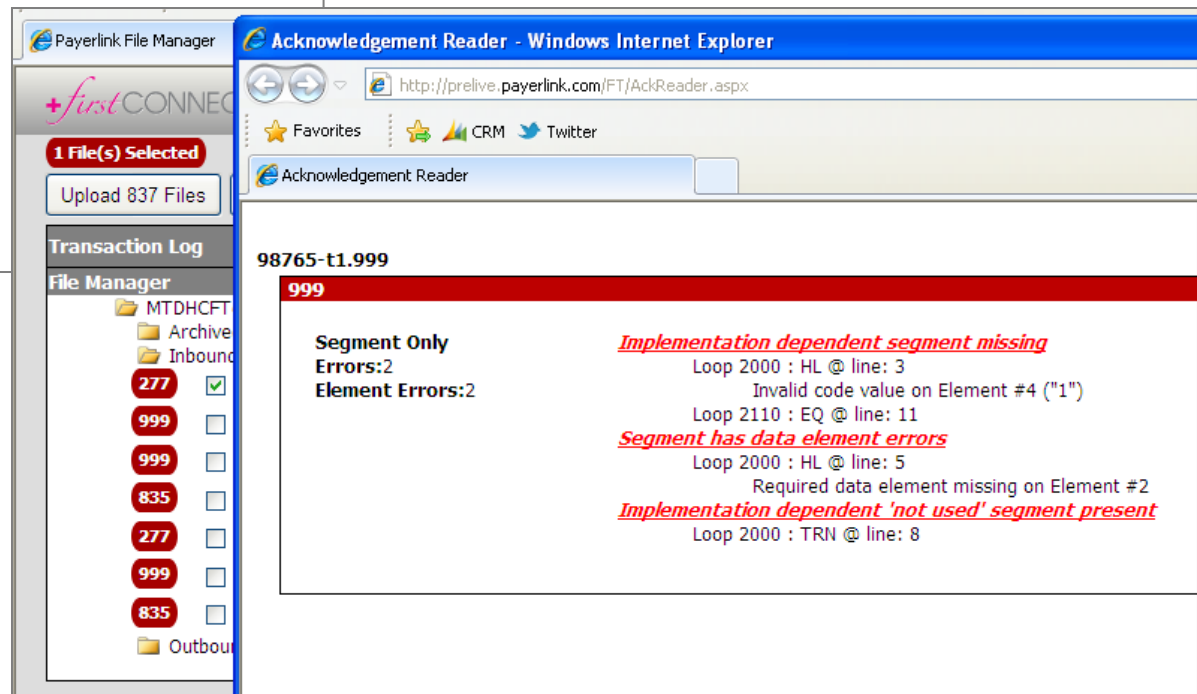 Payerlink File Manager
+firstCONNEC
1 File(s) Selected
Upload 837 Files
Transaction Log
File Manager
MTDHCFT
Archive
Inbound
277
999
999
835
277
999
835
Outbou
Acknowledgement Reader - Windows Internet Explorer
http://prelive.payerlink.com/FT/AckReader.aspx
Favorites CRM Twitter
Acknowledgement Reader
98765-t1.999
999
Segment Only
Errors:2
Element Errors:2
Implementation dependent segment missing
Loop 2000 : HL @ line: 3
Invalid code value on Element #4 ("1")
Loop 2110 : EQ @ line: 11
Segment has data element errors
Loop 2000 : HL @ line: 5
Required data element missing on Element #2
Implementation dependent 'not used' segment present
Loop 2000 : TRN @ line: 8